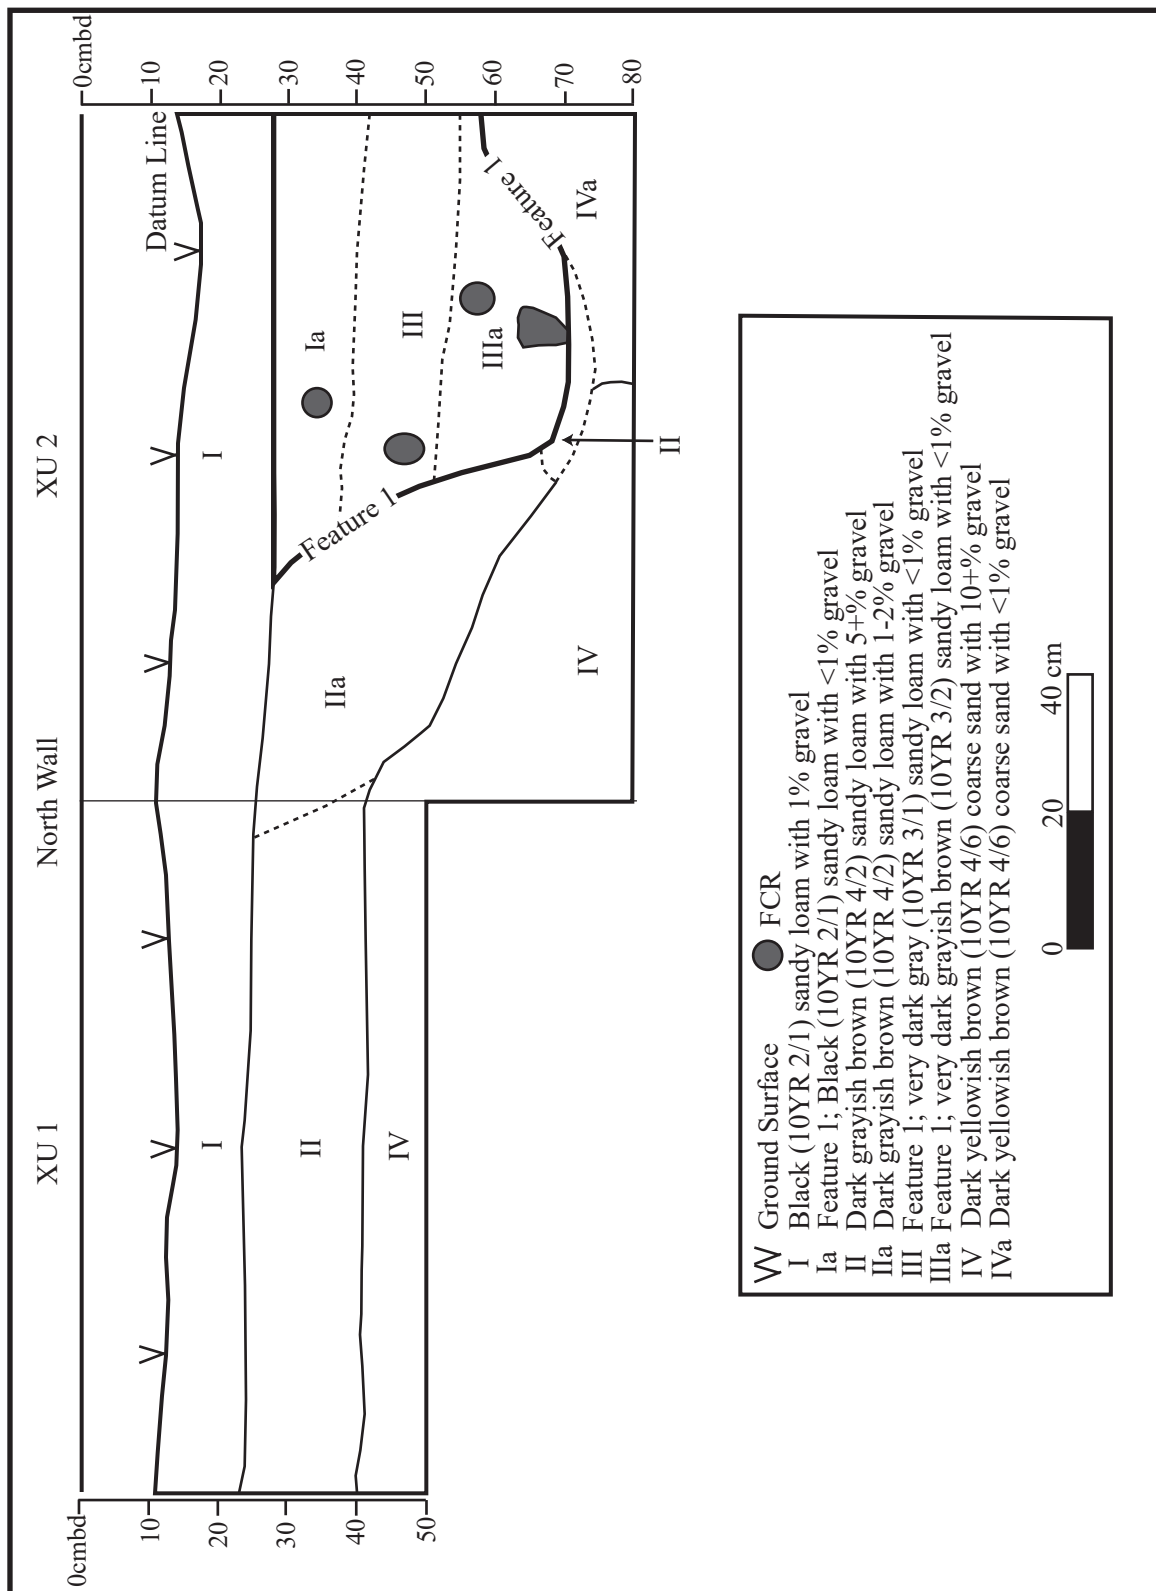 XU 1
North Wall
XU 2
0cmbd
10
20
30
40
50
Datum Line
0cmbd
10
20
30
40
50
60
70
80
I
II
IV
I
IIa
IV
Feature 1
Ia
III
IIIa
Feature 1
IVa
II
Ground Surface FCR
I Black (10YR 2/1) sandy loam with 1% gravel
Ia Feature 1; Black (10YR 2/1) sandy loam with <1% gravel
II Dark grayish brown (10YR 4/2) sandy loam with 5+% gravel
IIa Dark grayish brown (10YR 4/2) sandy loam with 1-2% gravel
III Feature 1; very dark gray (10YR 3/1) sandy loam with <1% gravel
IIIa Feature 1; very dark grayish brown (10YR 3/2) sandy loam with <1% gravel
IV Dark yellowish brown (10YR 4/6) coarse sand with 10+% gravel
IVa Dark yellowish brown (10YR 4/6) coarse sand with <1% gravel
0 20 40 cm